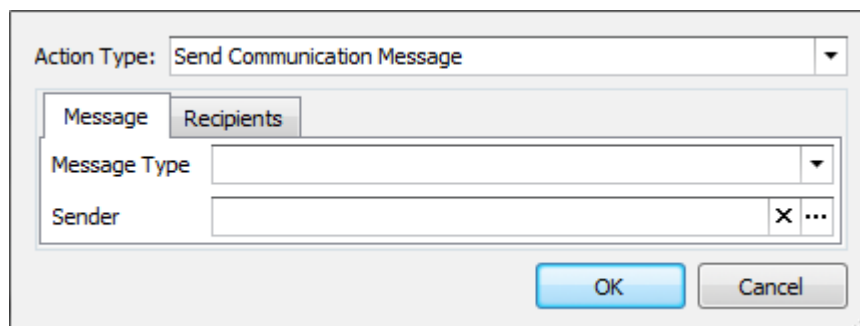 Action Type: Send Communication Message
Message Recipients
Message Type
Sender
OK Cancel